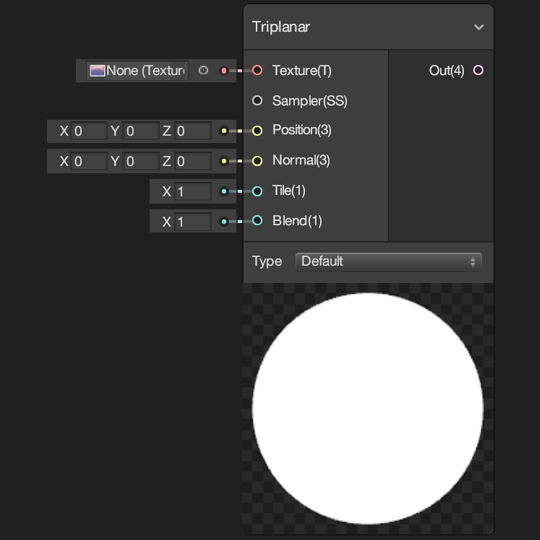 Triplanar
None (Textur Texture(T) Out(4)
Sampler(SS)
X 0 Y 0 Z 0 Position(3)
X 0 Y 0 Z 0 Normal(3)
X 1 Tile(1)
X 1 Blend(1)
Type Default